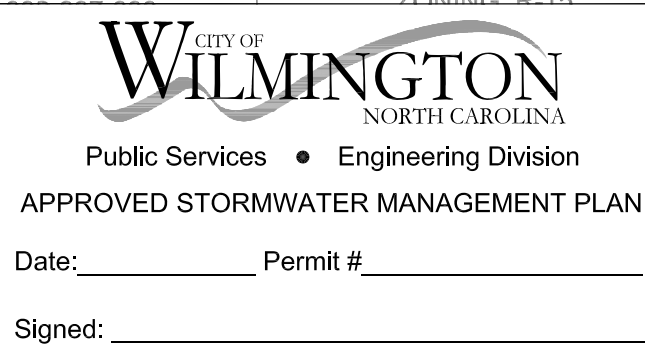 CITY OF
WILMINGTON
NORTH CAROLINA
Public Services ● Engineering Division
APPROVED STORMWATER MANAGEMENT PLAN
Date: Permit #
Signed: